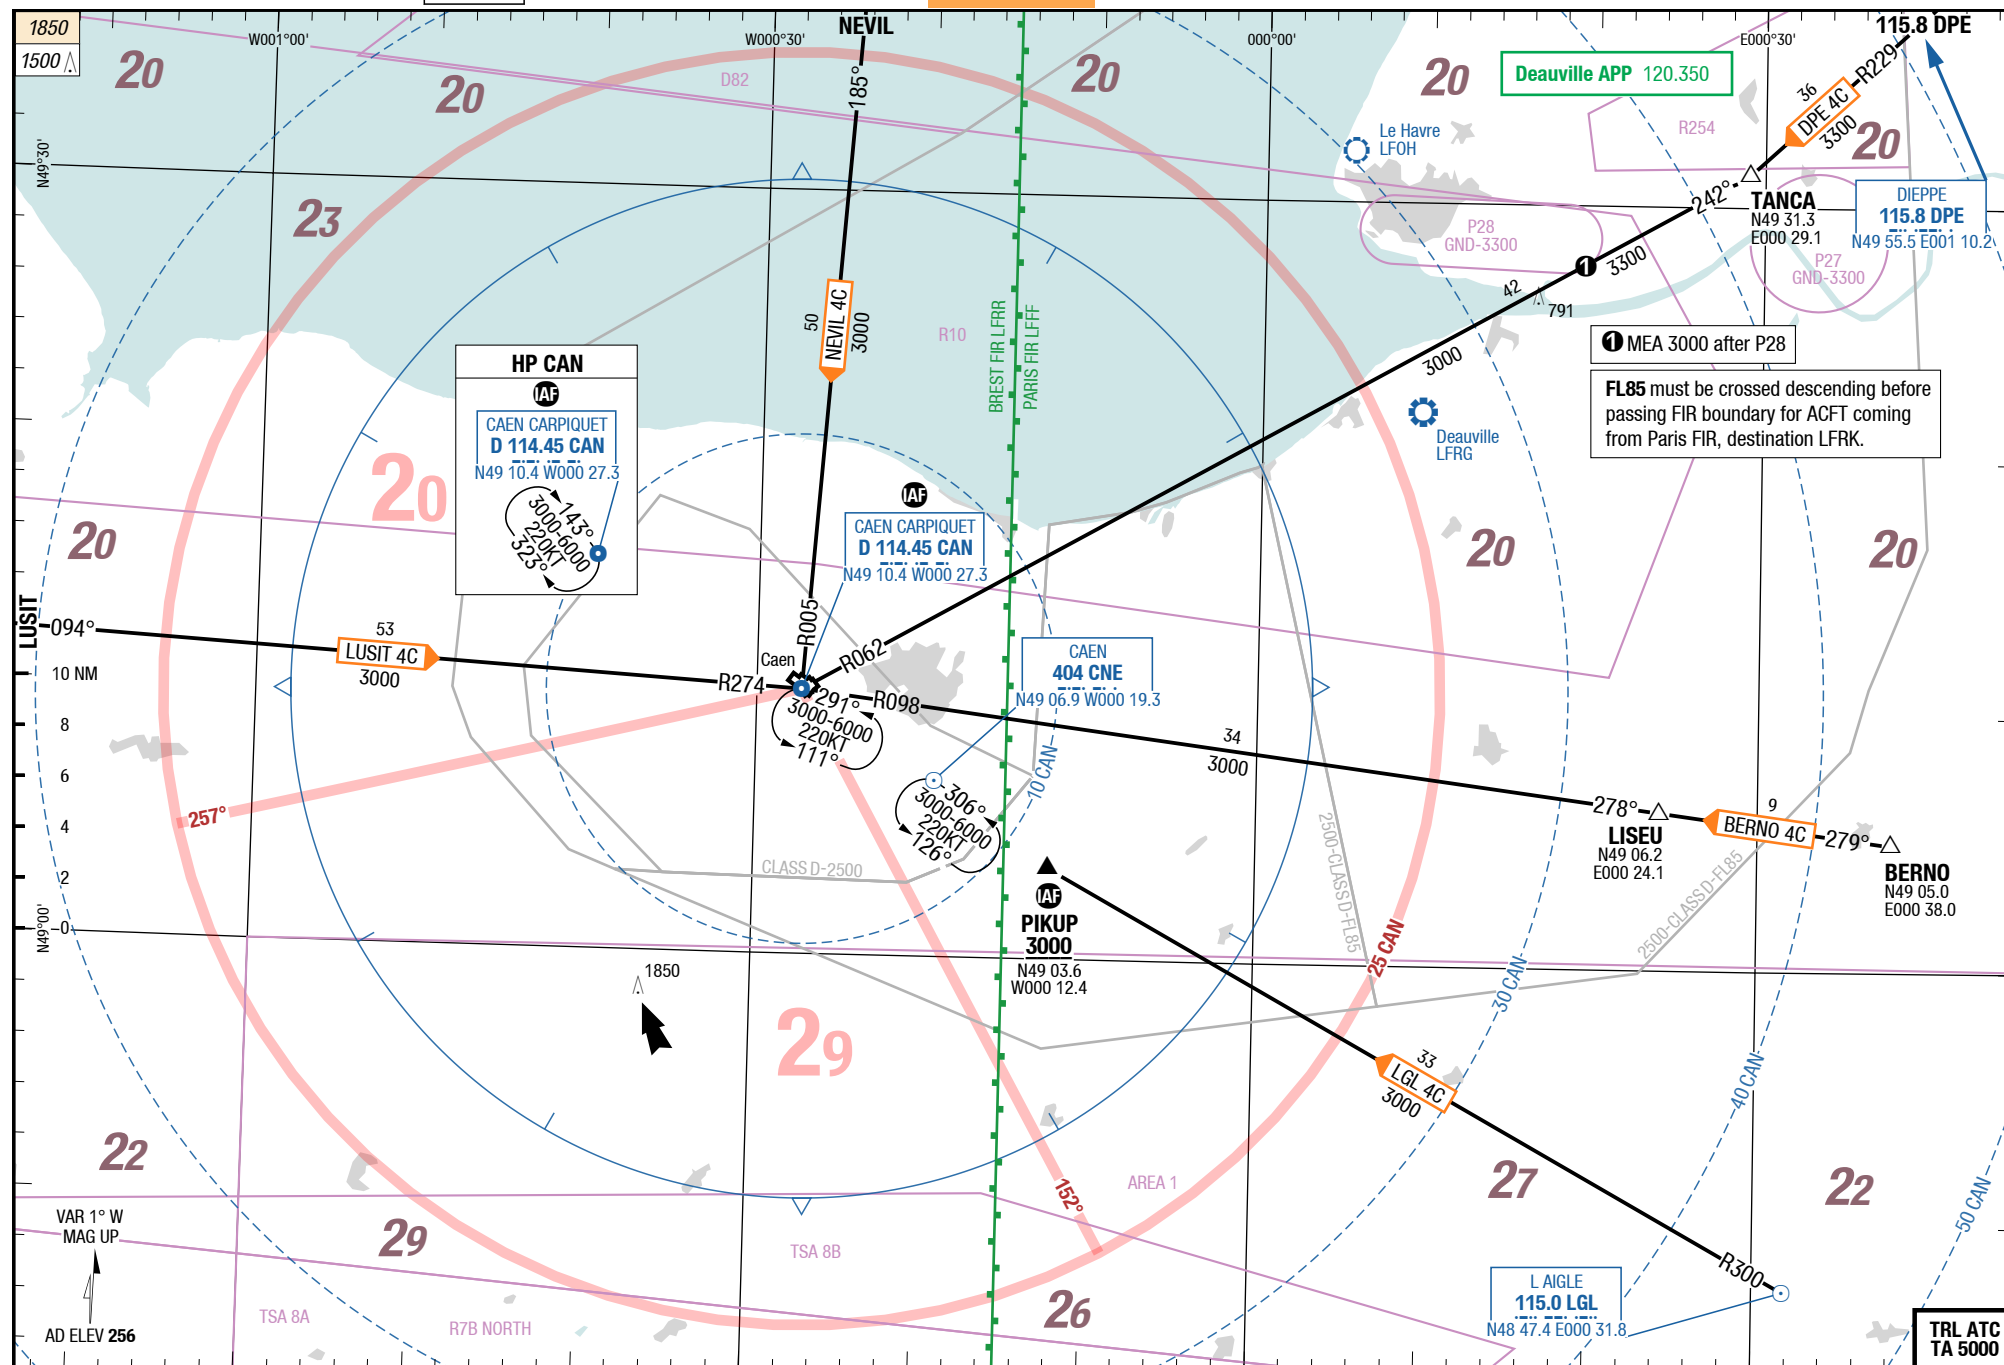 1850
1500
W001°00'
W000°30'
NEVIL
000°00'
E000°30'
115.8 DPE
20
20
20
20
D82
185°
Deauville APP 120.350
R229
36
DPE 4C
3300
R254
20
Le Havre
LFOH
N49°30'
23
242°
TANCA
N49 31.3
E000 29.1
DIEPPE
115.8 DPE
N49 55.5 E001 10.2
P28
GND-3300
1
3300
P27
GND-3300
42
791
50
NEVIL 4C
3000
R10
BREST FIR LFRR
PARIS FIR LFFF
3000
1 MEA 3000 after P28
FL85 must be crossed descending before
passing FIR boundary for ACFT coming
from Paris FIR, destination LFRK.
HP CAN
IAF
CAEN CARPIQUET
D 114.45 CAN
N49 10.4 W000 27.3
143°
3000-6000
220KT
323°
20
Deauville
LFRG
IAF
CAEN CARPIQUET
D 114.45 CAN
N49 10.4 W000 27.3
20
20
20
LUSIT
094°
53
LUSIT 4C
3000
R005
R062
Caen
R274
CAEN
404 CNE
N49 06.9 W000 19.3
10 NM
8
6
4
2
0
291°
3000-6000
220KT
111°
R098
34
3000
10 CAN
257°
306°
3000-6000
220KT
126°
278°
LISEU
N49 06.2
E000 24.1
9
BERNO 4C
279°
BERNO
N49 05.0
E000 38.0
CLASS D-2500
2500-CLASS D-FL85
2500-CLASS D-FL85
IAF
PIKUP
3000
N49 03.6
W000 12.4
N49°00'
1850
25 CAN
30 CAN
29
33
LGL 4C
3000
40 CAN
22
AREA 1
152°
27
22
50 CAN
VAR 1° W
MAG UP
29
TSA 8B
R300
L AIGLE
115.0 LGL
N48 47.4 E000 31.8
TSA 8A
R7B NORTH
26
AD ELEV 256
TRL ATC
TA 5000